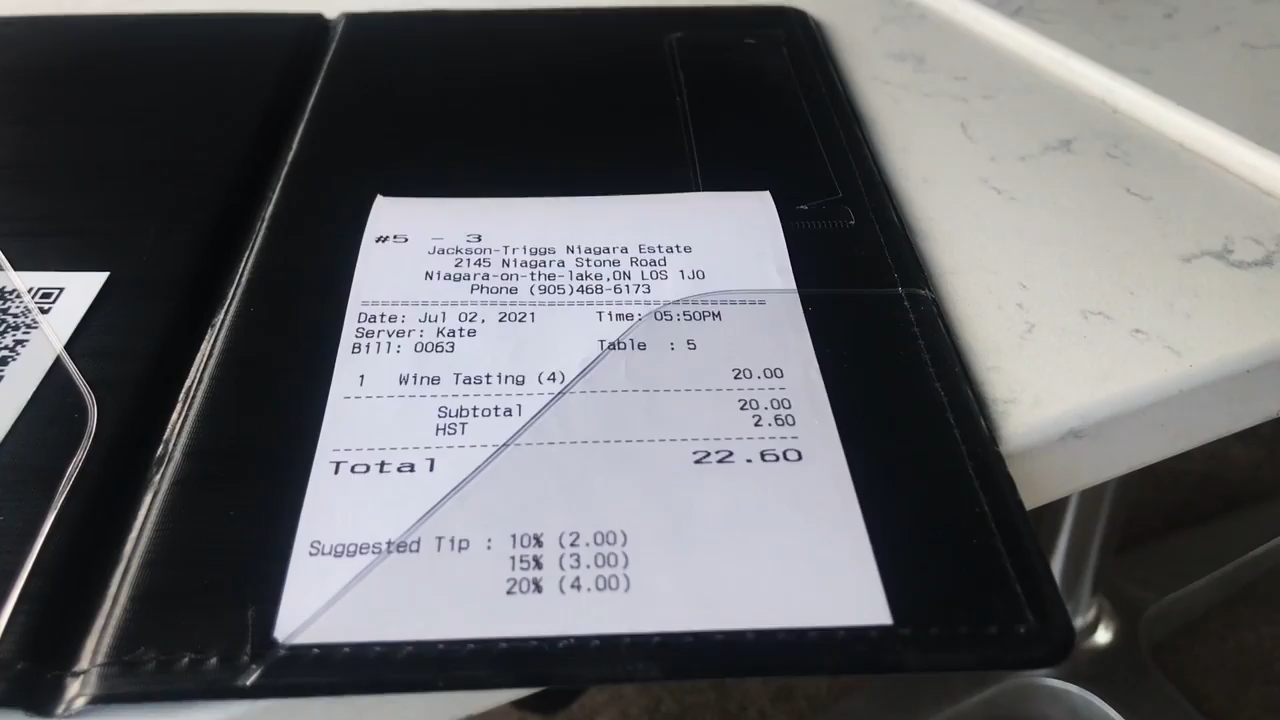 #5 - 3
Jackson-Triggs Niagara Estate
2145 Niagara Stone Road
Niagara-on-the-lake,ON LOS 1JO
Phone (905)468-6173
================================================
Date: Jul 02, 2021 Time: 05:50PM
Server: Kate
Bill: 0063 Table : 5
1 Wine Tasting (4) 20.00
------------------------------------------------
Subtotal 20.00
HST 2.60
------------------------------------------------
Total 22.60
Suggested Tip : 10% (2.00)
15% (3.00)
20% (4.00)